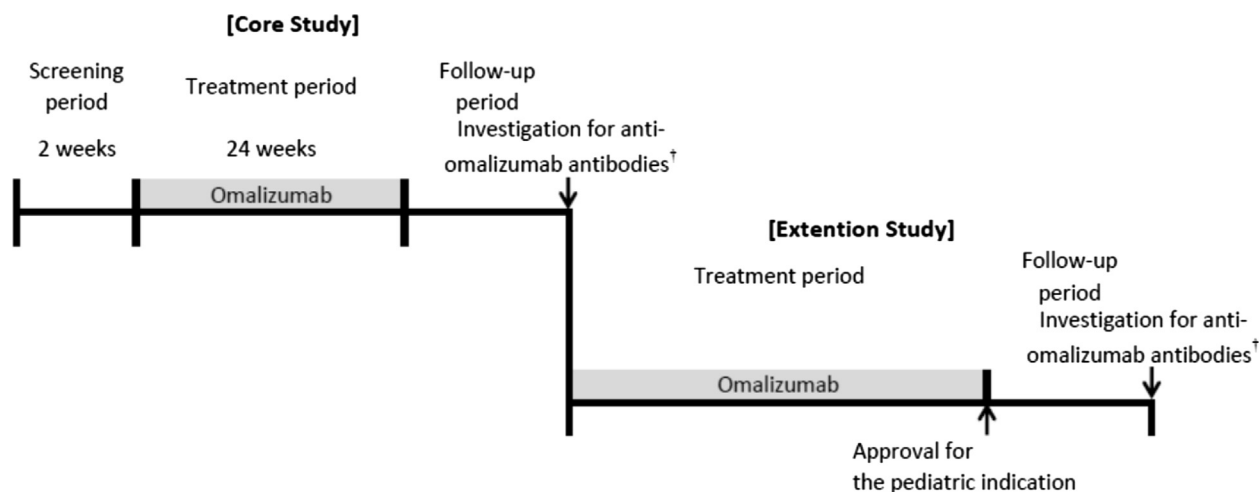 [Core Study]
Screening
period
2 weeks
Treatment period
24 weeks
Follow-up
period
Investigation for anti-
omalizumab antibodies†
Omalizumab
[Extention Study]
Treatment period
Follow-up
period
Investigation for anti-
omalizumab antibodies†
Omalizumab
Approval for
the pediatric indication